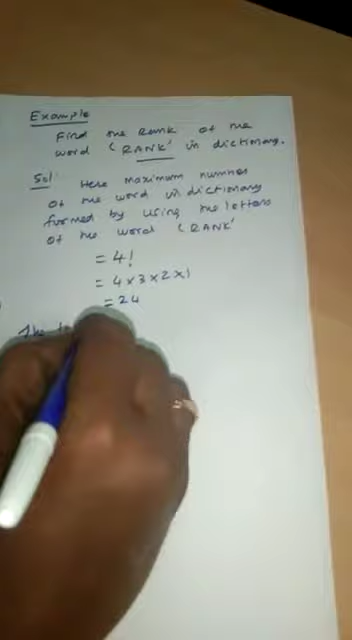 Example
Find the Rank of the
word 'RANK' in dictionary.
Sol Here maximum number
of the word in dictionary
formed by using the letters
of the word 'RANK'
= 4!
= 4 x 3 x 2 x 1
= 24
The